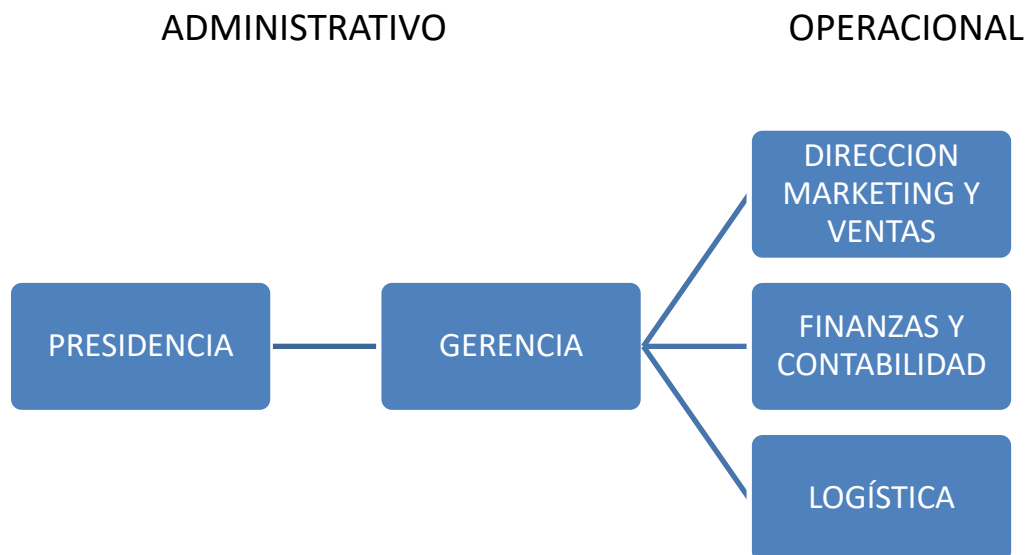 ADMINISTRATIVO
OPERACIONAL
PRESIDENCIA
GERENCIA
DIRECCION
MARKETING Y
VENTAS
FINANZAS Y
CONTABILIDAD
LOGÍSTICA